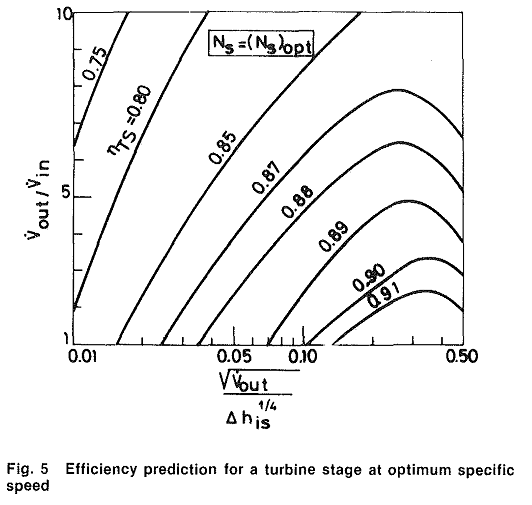 10
N_s=(N_s)_opt
0.75
η_TS=0.80
0.85
0.87
0.88
0.89
0.90
0.91
5
V̇_out/V̇_in
1
0.01 0.05 0.10 0.50
√V̇_out
Δh_is^1/4
Fig. 5 Efficiency prediction for a turbine stage at optimum specific
speed